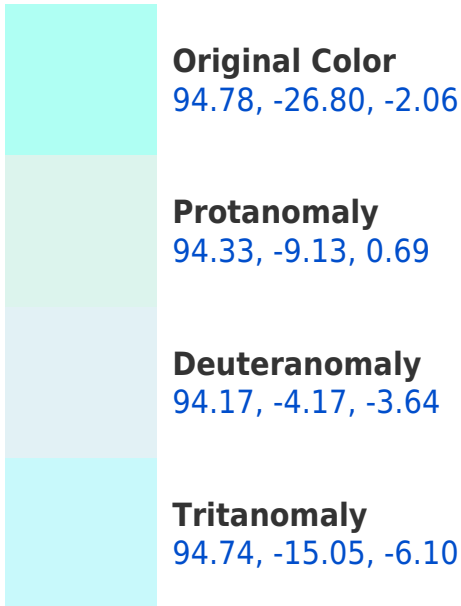 Original Color
94.78, -26.80, -2.06
Protanomaly
94.33, -9.13, 0.69
Deuteranomaly
94.17, -4.17, -3.64
Tritanomaly
94.74, -15.05, -6.10